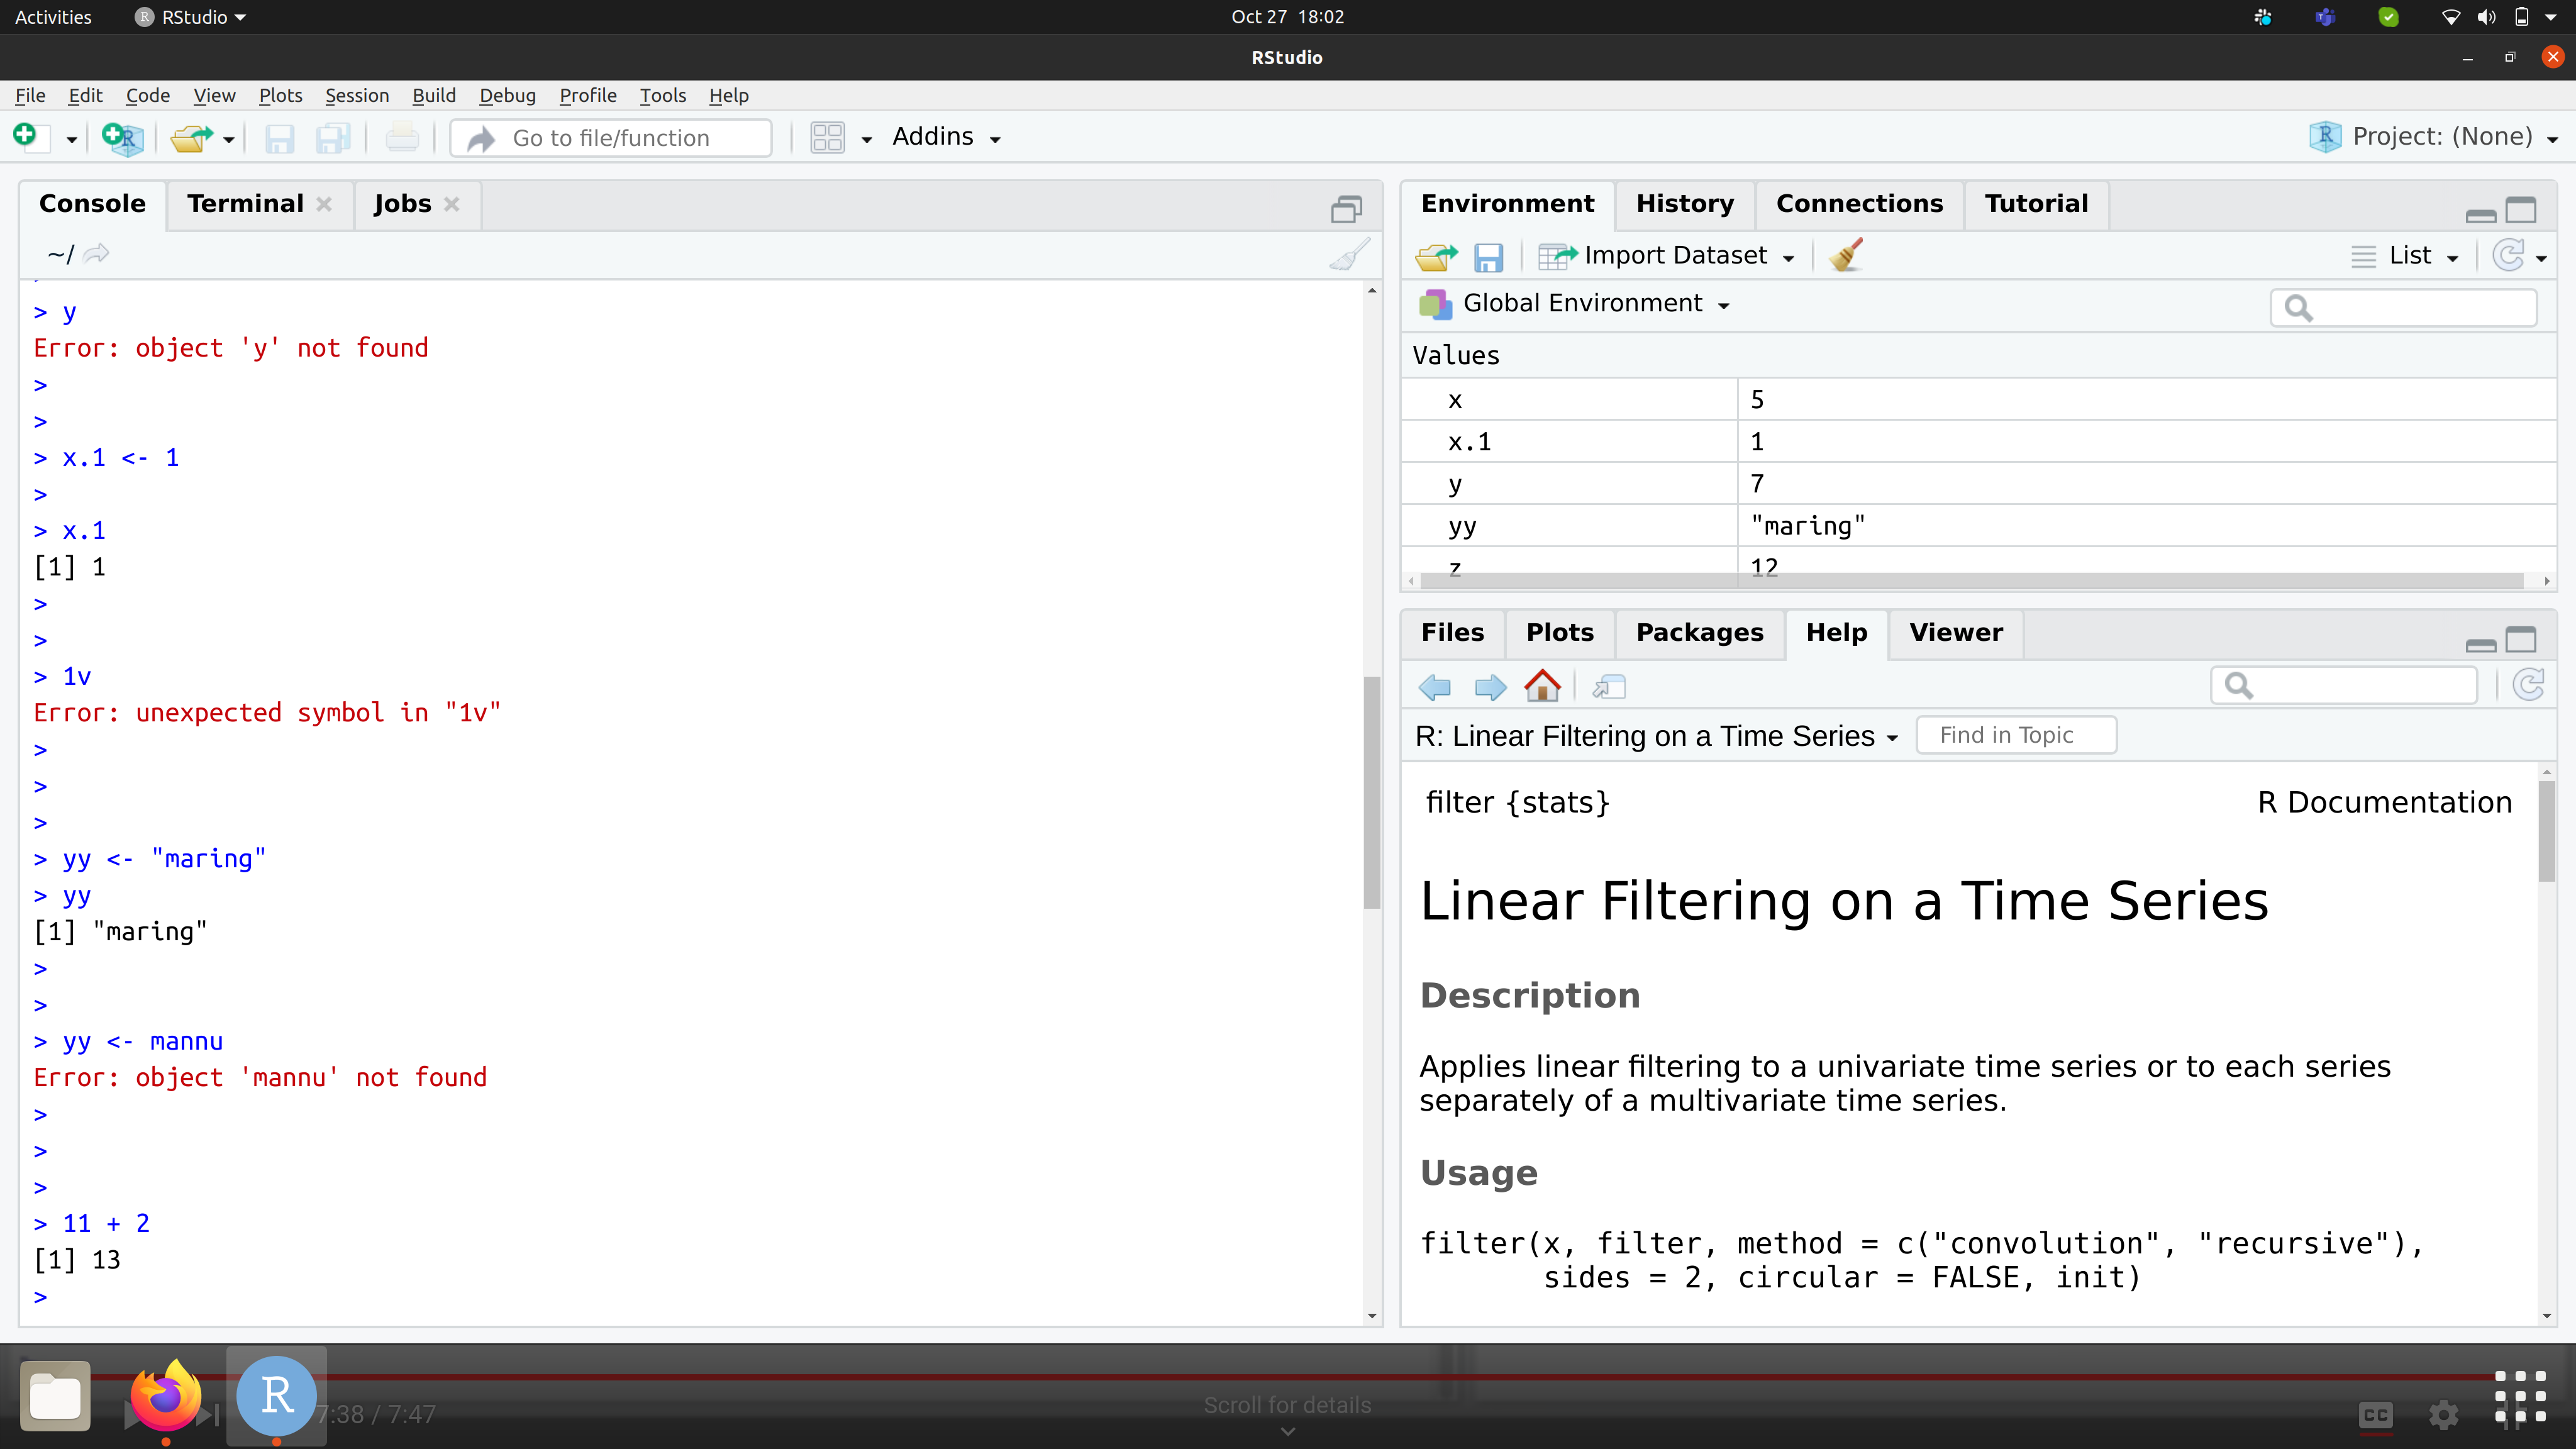 Activities RStudio Oct 27 18:02
RStudio
File Edit Code View Plots Session Build Debug Profile Tools Help
Go to file/function Addins Project: (None)
Console Terminal Jobs
~/
> y
Error: object 'y' not found
>
>
> x.1 <- 1
>
> x.1
[1] 1
>
>
> 1v
Error: unexpected symbol in "1v"
>
>
>
> yy <- "maring"
> yy
[1] "maring"
>
>
> yy <- mannu
Error: object 'mannu' not found
>
>
>
> 11 + 2
[1] 13
>
Environment History Connections Tutorial
Import Dataset List
Global Environment
Values
x 5
x.1 1
y 7
yy "maring"
z 12
Files Plots Packages Help Viewer
R: Linear Filtering on a Time Series Find in Topic
filter {stats} R Documentation
Linear Filtering on a Time Series
Description
Applies linear filtering to a univariate time series or to each series
separately of a multivariate time series.
Usage
filter(x, filter, method = c("convolution", "recursive"),
sides = 2, circular = FALSE, init)
R 7:38 / 7:47 Scroll for details CC